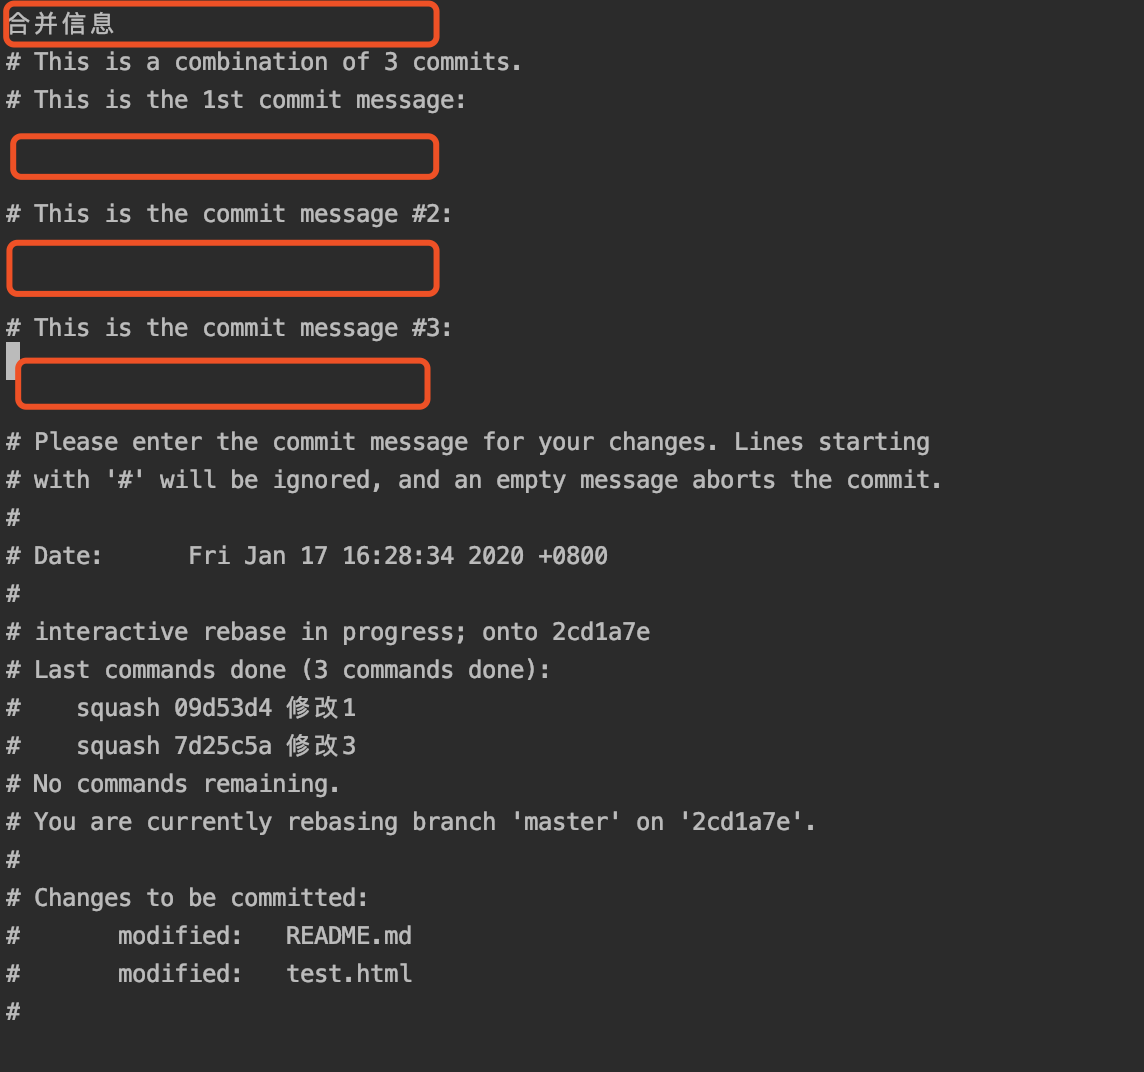 合并信息
# This is a combination of 3 commits.
# This is the 1st commit message:
# This is the commit message #2:
# This is the commit message #3:
# Please enter the commit message for your changes. Lines starting
# with '#' will be ignored, and an empty message aborts the commit.
#
# Date:      Fri Jan 17 16:28:34 2020 +0800
#
# interactive rebase in progress; onto 2cd1a7e
# Last commands done (3 commands done):
#    squash 09d53d4 修改1
#    squash 7d25c5a 修改3
# No commands remaining.
# You are currently rebasing branch 'master' on '2cd1a7e'.
#
# Changes to be committed:
#       modified:   README.md
#       modified:   test.html
#